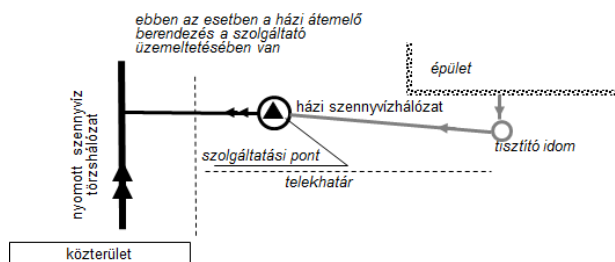 ebben az esetben a házi átemelő
berendezés a szolgáltató
üzemeltetésében van
épület
házi szennyvízhálózat
tisztító idom
szolgáltatási pont
telekhatár
nyomott szennyvíz
törzshálózat
közterület